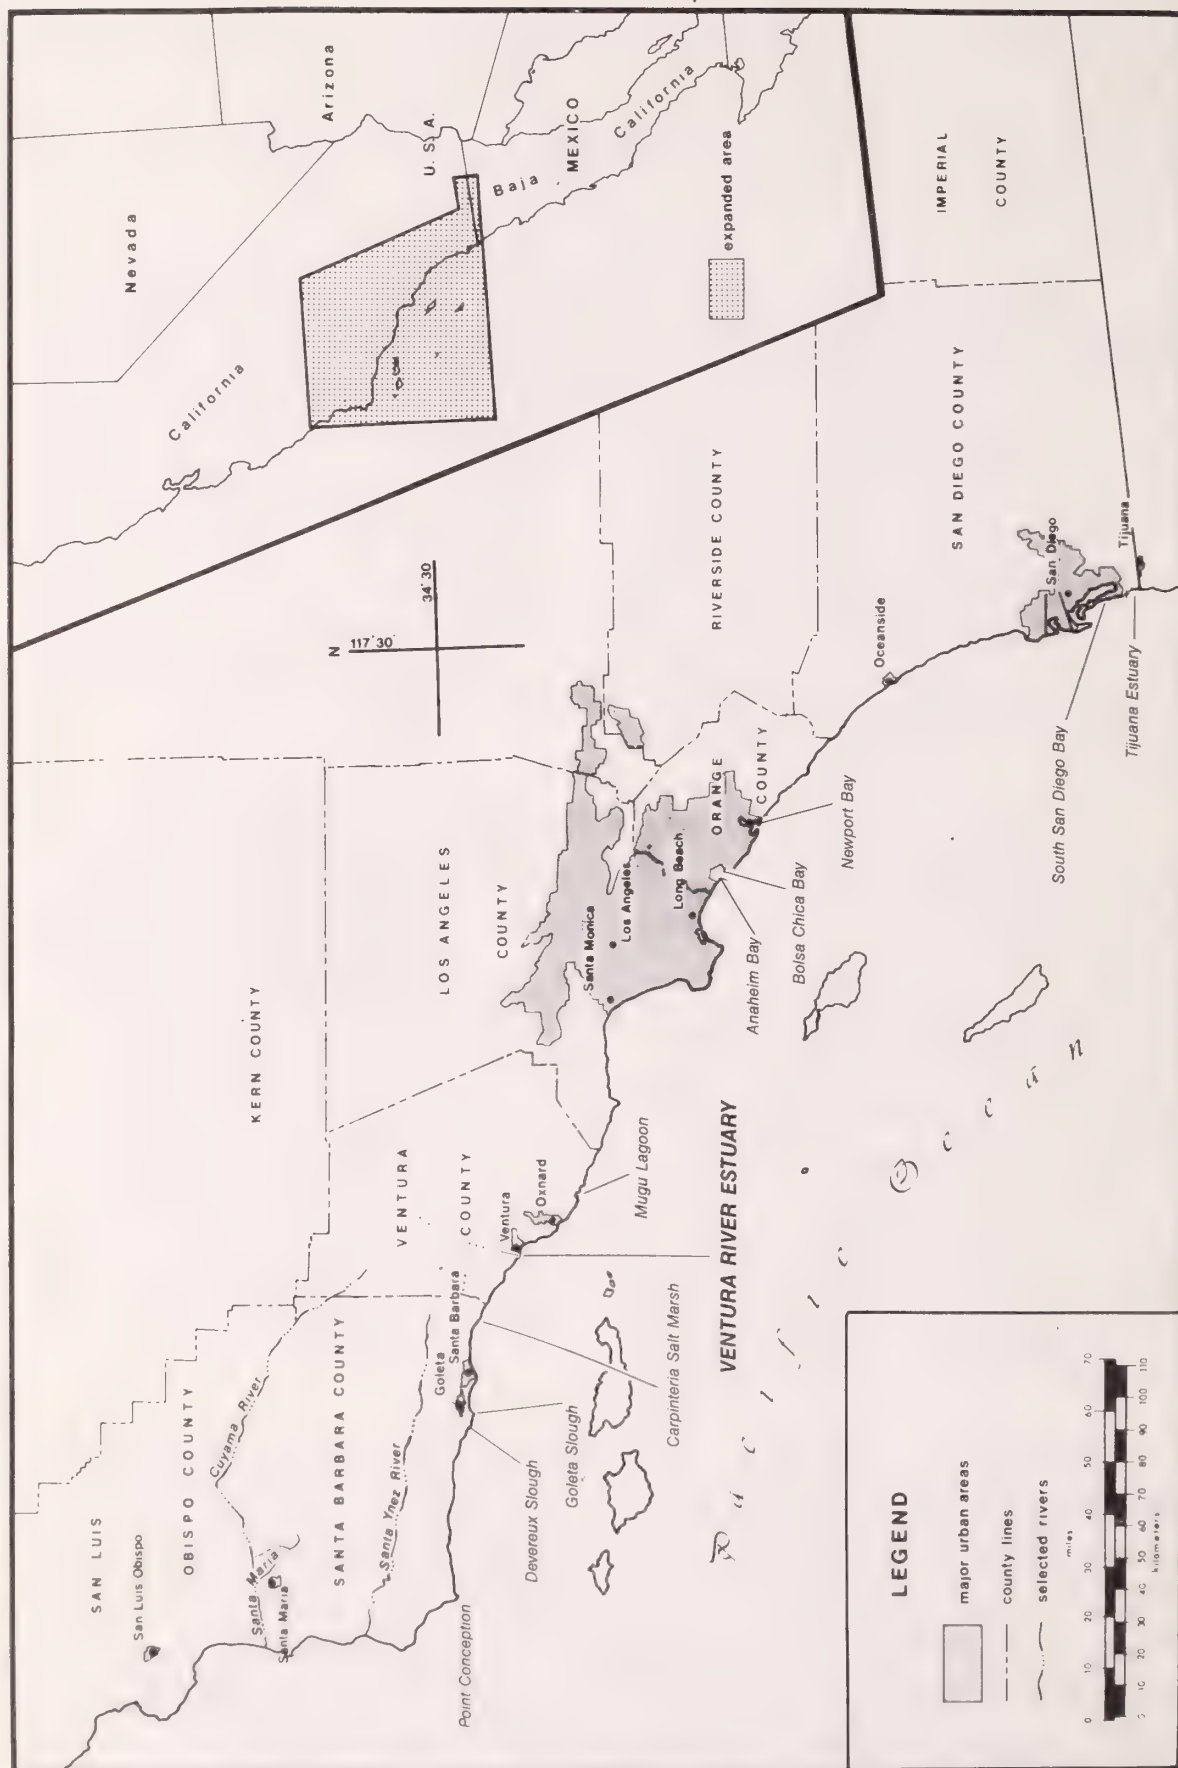 Nevada
Arizona
California
U. S. A.
Baja
California
MEXICO
expanded area
N
117°30'
34°30
SAN LUIS
OBISPO COUNTY
San Luis Obispo
KERN COUNTY
Cuyama River
Santa Maria
Santa Maria
SANTA BARBARA COUNTY
Santa Ynez River
VENTURA
COUNTY
LOS ANGELES
COUNTY
RIVERSIDE COUNTY
ORANGE
COUNTY
SAN DIEGO COUNTY
IMPERIAL
COUNTY
Goleta
Santa Barbara
Ventura
Oxnard
Santa Monica
Los Angeles
Long Beach
Oceanside
San Diego
Tijuana
Point Conception
Devereux Slough
Goleta Slough
Carpinteria Salt Marsh
VENTURA RIVER ESTUARY
Mugu Lagoon
Anaheim Bay
Bolsa Chica Bay
Newport Bay
South San Diego Bay
Tijuana Estuary
Pacific Ocean
LEGEND
major urban areas
county lines
selected rivers
miles
0 10 20 30 40 50 60 70
0 10 20 30 40 50 60 70 80 90 100 110
kilometers